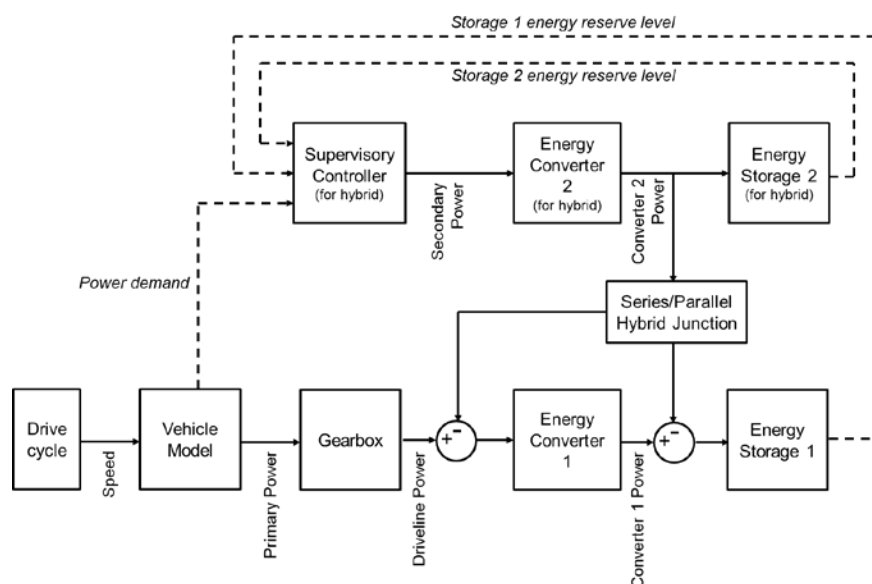 Storage 1 energy reserve level
Storage 2 energy reserve level
Supervisory
Controller
(for hybrid)
Secondary
Power
Energy
Converter
2
(for hybrid)
Converter 2
Power
Energy
Storage 2
(for hybrid)
Power demand
Series/Parallel
Hybrid Junction
Drive
cycle
Speed
Vehicle
Model
Primary Power
Gearbox
Driveline Power
+ -
Energy
Converter
1
Converter 1 Power
+ -
Energy
Storage 1